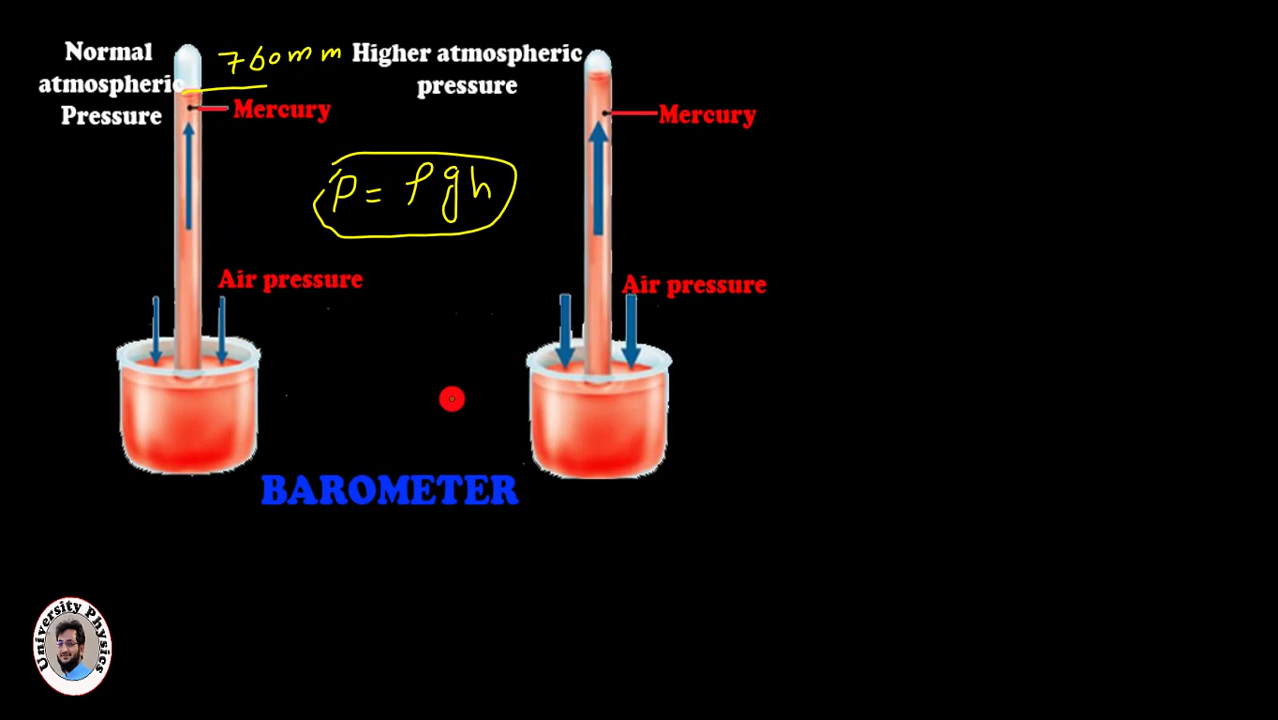 Normal
atmospheric
Pressure
760mm
Mercury
Higher atmospheric
pressure
Mercury
P = ρgh
Air pressure
Air pressure
BAROMETER
University Physics